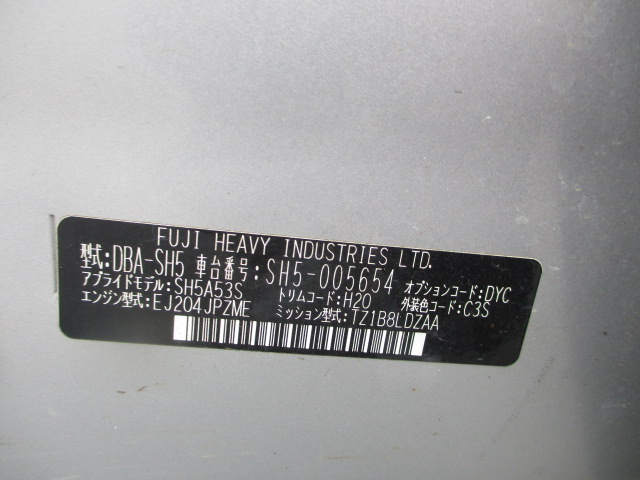 FUJI HEAVY INDUSTRIES LTD.
型式:DBA-SH5 車台番号:SH5-005654 オプションコード:DYC
アプライドモデル:SH5A53S トリムコード:H20 外装色コード:C3S
エンジン型式:EJ204JPZME ミッション型式:TZ1B8LDZAA